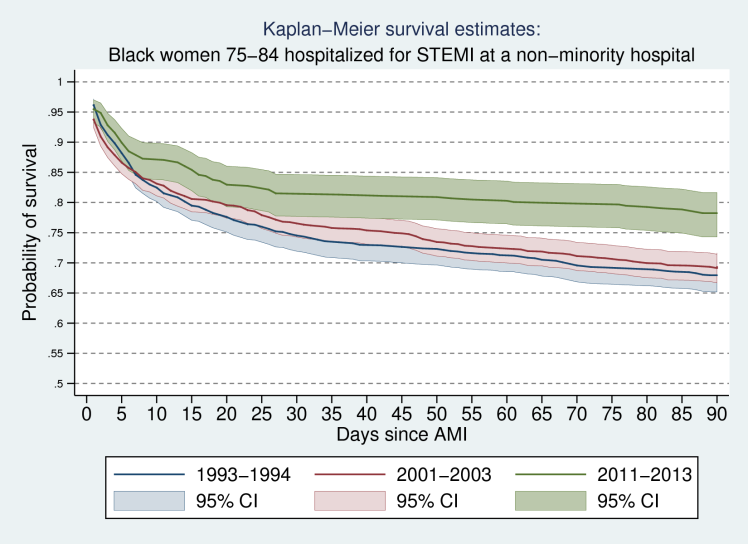 Kaplan−Meier survival estimates:
Black women 75−84 hospitalized for STEMI at a non−minority hospital
Probability of survival
1
.95
.9
.85
.8
.75
.7
.65
.6
.55
.5
0 5 10 15 20 25 30 35 40 45 50 55 60 65 70 75 80 85 90
Days since AMI
1993−1994 2001−2003 2011−2013
95% CI 95% CI 95% CI